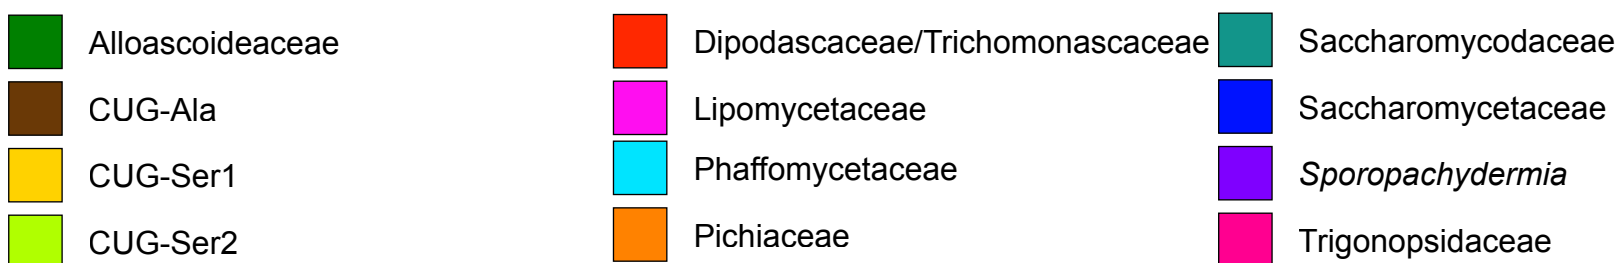 Alloascoideaceae
CUG-Ala
CUG-Ser1
CUG-Ser2
Dipodascaceae/Trichomonascaceae
Lipomycetaceae
Phaffomycetaceae
Pichiaceae
Saccharomycodaceae
Saccharomycetaceae
Sporopachydermia
Trigonopsidaceae